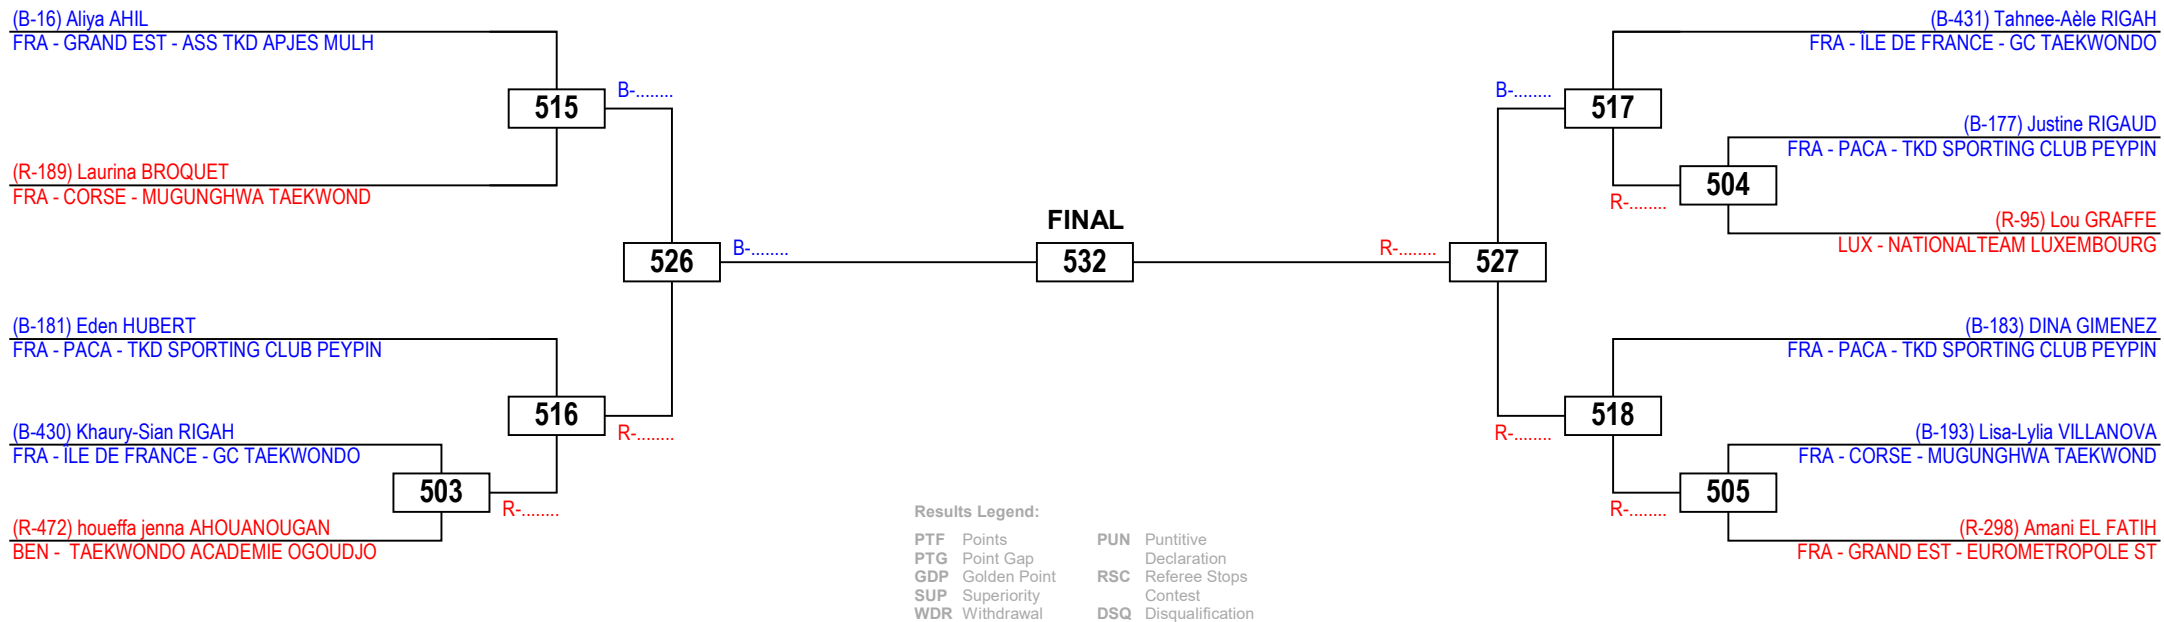 (B-16) Aliya AHIL
FRA - GRAND EST - ASS TKD APJES MULH
515
B-........
(R-189) Laurina BROQUET
FRA - CORSE - MUGUNGHWA TAEKWOND
526
B-........
(B-181) Eden HUBERT
FRA - PACA - TKD SPORTING CLUB PEYPIN
516
R-........
(B-430) Khaury-Sian RIGAH
FRA - ÎLE DE FRANCE - GC TAEKWONDO
503
R-........
(R-472) houeffa jenna AHOUANOUGAN
BEN - TAEKWONDO ACADEMIE OGOUDJO
FINAL
532
(B-431) Tahnee-Aèle RIGAH
FRA - ÎLE DE FRANCE - GC TAEKWONDO
B-........
517
(B-177) Justine RIGAUD
FRA - PACA - TKD SPORTING CLUB PEYPIN
504
R-........
(R-95) Lou GRAFFE
LUX - NATIONALTEAM LUXEMBOURG
R-........
527
(B-183) DINA GIMENEZ
FRA - PACA - TKD SPORTING CLUB PEYPIN
518
R-........
(B-193) Lisa-Lylia VILLANOVA
FRA - CORSE - MUGUNGHWA TAEKWOND
505
R-........
(R-298) Amani EL FATIH
FRA - GRAND EST - EUROMETROPOLE ST
Results Legend:
PTF Points
PTG Point Gap
GDP Golden Point
SUP Superiority
WDR Withdrawal
PUN Puntitive
Declaration
RSC Referee Stops
Contest
DSQ Disqualification